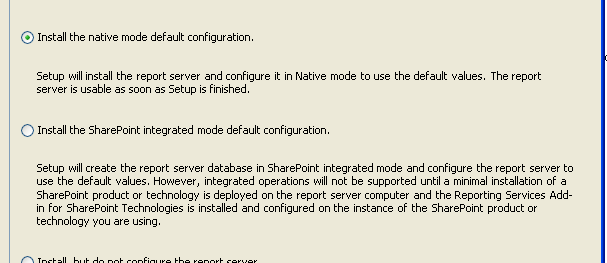 Install the native mode default configuration.
Setup will install the report server and configure it in Native mode to use the default values. The report
server is usable as soon as Setup is finished.
Install the SharePoint integrated mode default configuration.
Setup will create the report server database in SharePoint integrated mode and configure the report server to
use the default values. However, integrated operations will not be supported until a minimal installation of a
SharePoint product or technology is deployed on the report server computer and the Reporting Services Add-
in for SharePoint Technologies is installed and configured on the instance of the SharePoint product or
technology you are using.
Install, but do not configure the report server.